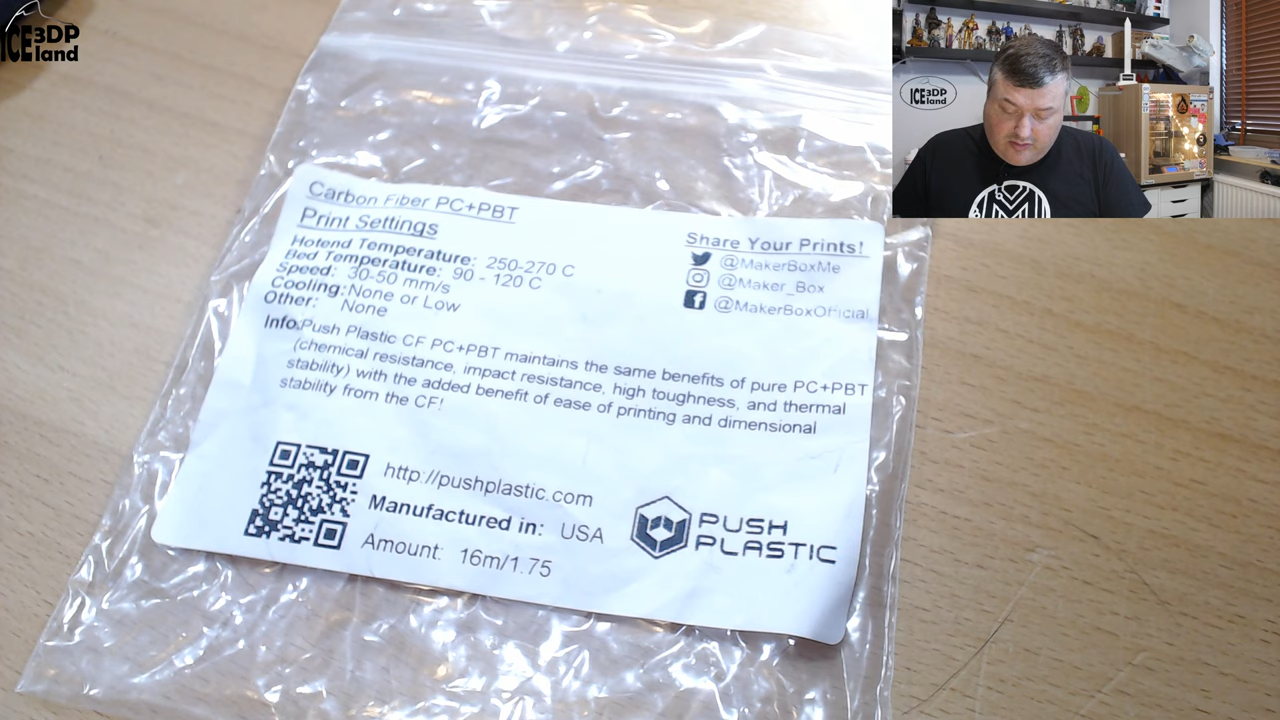 ICE 3DP land
ICE 3DP land
Carbon Fiber PC+PBT
Print Settings
Hotend Temperature: 250-270 C
Bed Temperature: 90 - 120 C
Speed: 30-50 mm/s
Cooling: None or Low
Other: None
Info: Push Plastic CF PC+PBT maintains the same benefits of pure PC+PBT
(chemical resistance, impact resistance, high toughness, and thermal
stability) with the added benefit of ease of printing and dimensional
stability from the CF!
Share Your Prints!
@MakerBoxMe
@Maker_Box
@MakerBoxOfficial
http://pushplastic.com
Manufactured in: USA
Amount: 16m/1.75
PUSH
PLASTIC